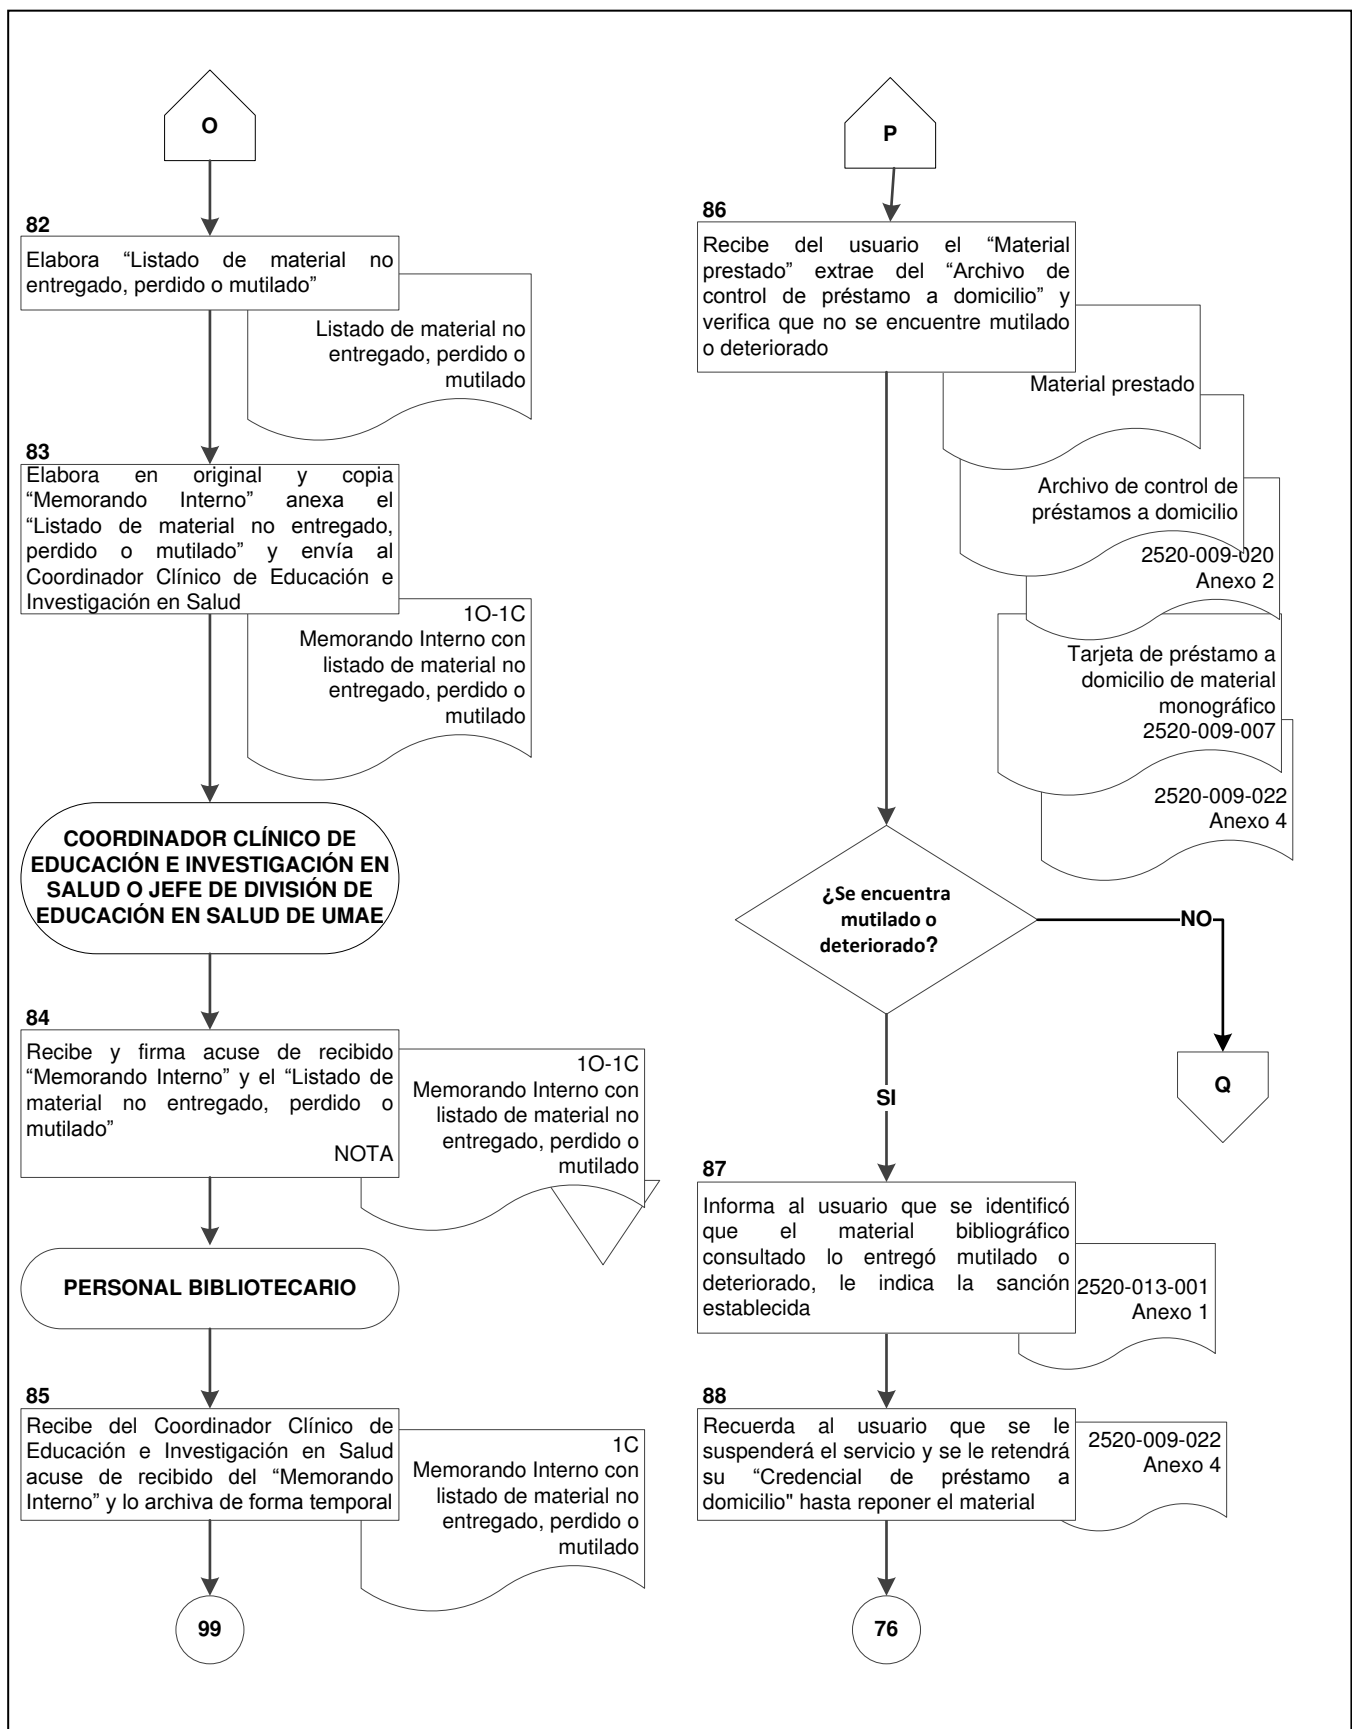 O
82
Elabora “Listado de material no
entregado, perdido o mutilado”
Listado de material no
entregado, perdido o
mutilado
83
Elabora en original y copia
“Memorando Interno” anexa el
“Listado de material no entregado,
perdido o mutilado” y envía al
Coordinador Clínico de Educación e
Investigación en Salud
1O-1C
Memorando Interno con
listado de material no
entregado, perdido o
mutilado
COORDINADOR CLÍNICO DE
EDUCACIÓN E INVESTIGACIÓN EN
SALUD O JEFE DE DIVISIÓN DE
EDUCACIÓN EN SALUD DE UMAE
84
Recibe y firma acuse de recibido
“Memorando Interno” y el “Listado de
material no entregado, perdido o
mutilado”
NOTA
1O-1C
Memorando Interno con
listado de material no
entregado, perdido o
mutilado
PERSONAL BIBLIOTECARIO
85
Recibe del Coordinador Clínico de
Educación e Investigación en Salud
acuse de recibido del “Memorando
Interno” y lo archiva de forma temporal
1C
Memorando Interno con
listado de material no
entregado, perdido o
mutilado
99
P
86
Recibe del usuario el “Material
prestado” extrae del “Archivo de
control de préstamo a domicilio” y
verifica que no se encuentre mutilado
o deteriorado
Material prestado
Archivo de control de
préstamos a domicilio
2520-009-020
Anexo 2
Tarjeta de préstamo a
domicilio de material
monográfico
2520-009-007
2520-009-022
Anexo 4
¿Se encuentra
mutilado o
deteriorado?
NO
Q
SI
87
Informa al usuario que se identificó
que el material bibliográfico
consultado lo entregó mutilado o
deteriorado, le indica la sanción
establecida
2520-013-001
Anexo 1
88
Recuerda al usuario que se le
suspenderá el servicio y se le retendrá
su “Credencial de préstamo a
domicilio" hasta reponer el material
2520-009-022
Anexo 4
76